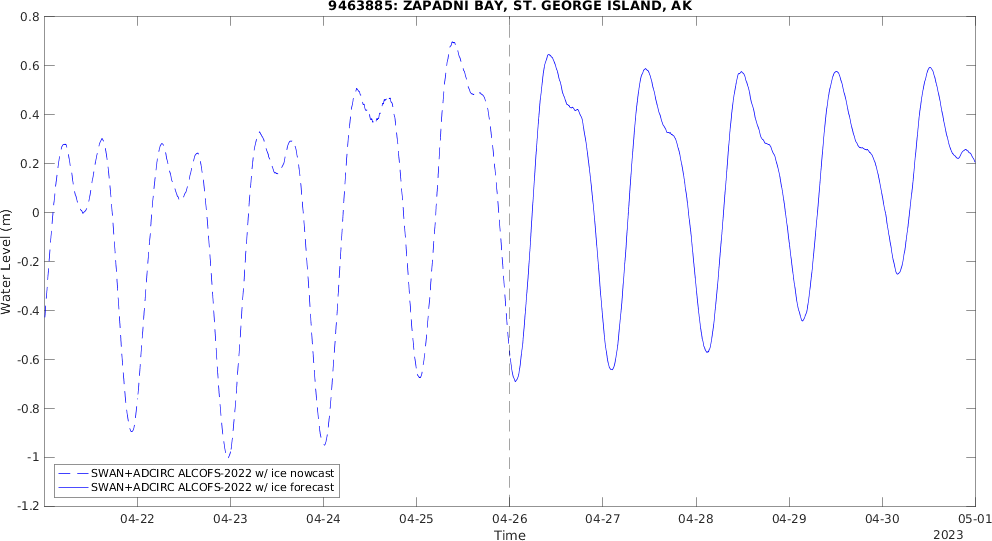 9463885: ZAPADNI BAY, ST. GEORGE ISLAND, AK
0.8
0.6
0.4
0.2
0
-0.2
-0.4
-0.6
-0.8
-1
-1.2
Water Level (m)
SWAN+ADCIRC ALCOFS-2022 w/ ice nowcast
SWAN+ADCIRC ALCOFS-2022 w/ ice forecast
04-22 04-23 04-24 04-25 04-26 04-27 04-28 04-29 04-30 05-01
Time
2023